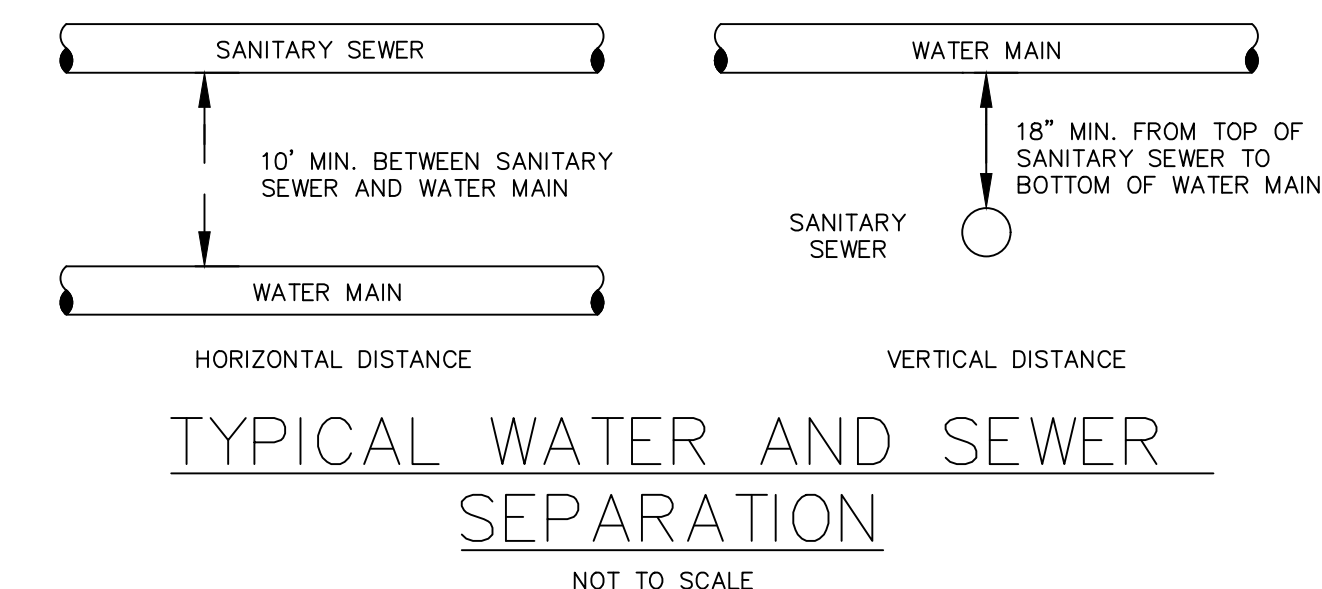 SANITARY SEWER
10' MIN. BETWEEN SANITARY
SEWER AND WATER MAIN
WATER MAIN
HORIZONTAL DISTANCE
WATER MAIN
18" MIN. FROM TOP OF
SANITARY SEWER TO
BOTTOM OF WATER MAIN
SANITARY
SEWER
VERTICAL DISTANCE
TYPICAL WATER AND SEWER
SEPARATION
NOT TO SCALE